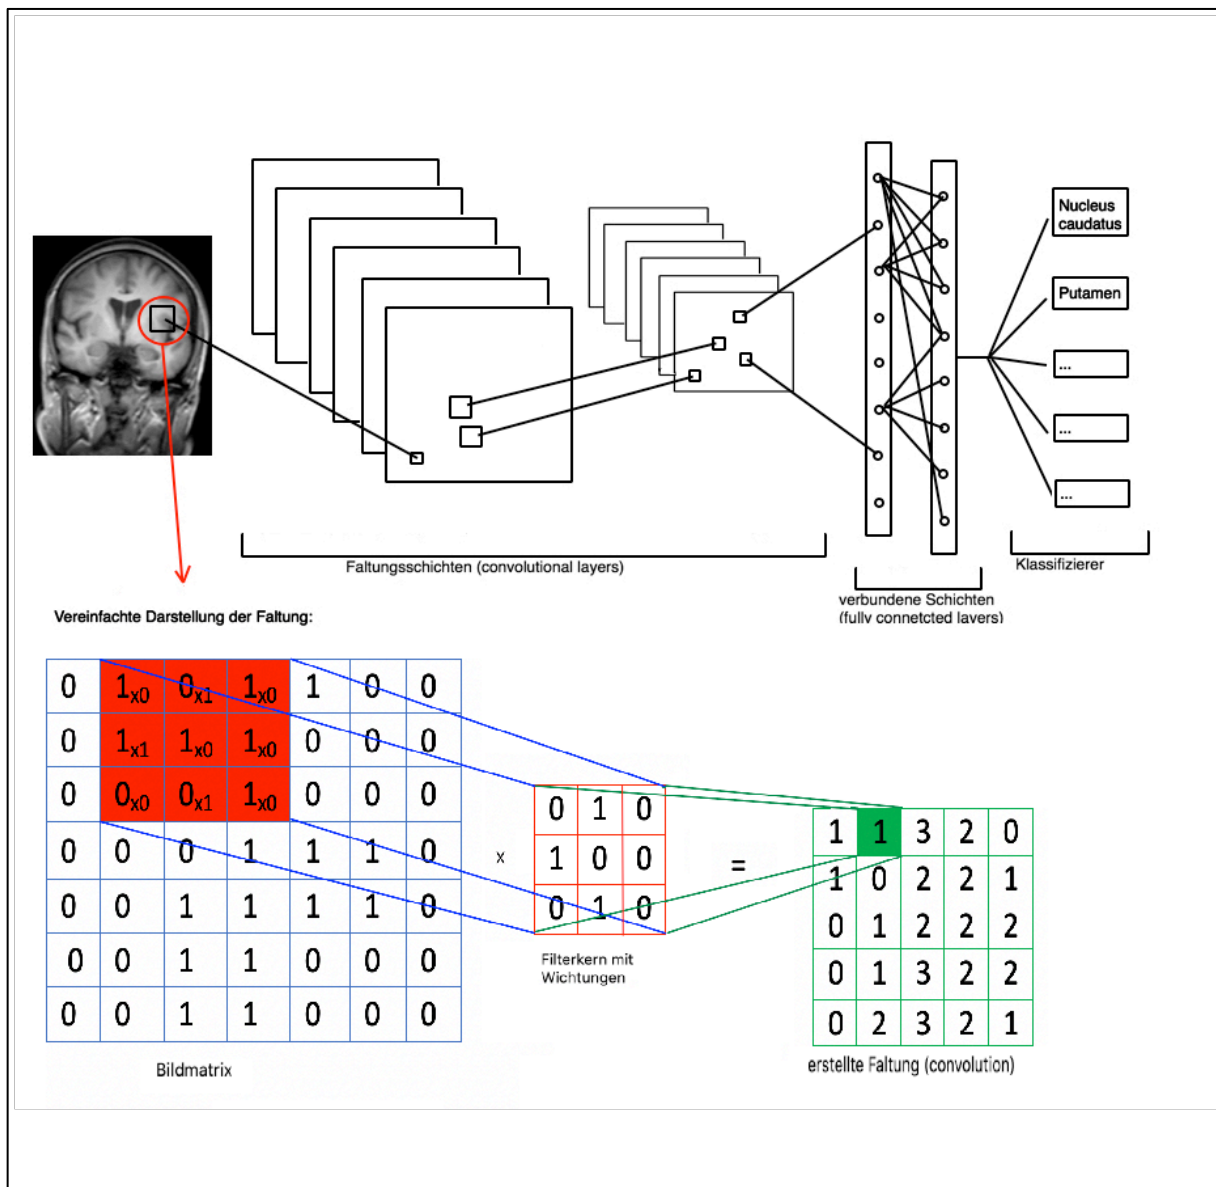 Nucleus
caudatus
Putamen
...
...
...
Faltungsschichten (convolutional layers)
Klassifizierer
verbundene Schichten
(fully connetcted layers)
Vereinfachte Darstellung der Faltung:
0 1x0 0x1 1x0 1 0 0
0 1x1 1x0 1x0 0 0 0
0 0x0 0x1 1x0 0 0 0
0 0 0 1 1 1 0
0 0 1 1 1 1 0
0 0 1 1 0 0 0
0 0 1 1 0 0 0
Bildmatrix
x
0 1 0
1 0 0
0 1 0
Filterkern mit
Wichtungen
=
1 1 3 2 0
1 0 2 2 1
0 1 2 2 2
0 1 3 2 2
0 2 3 2 1
erstellte Faltung (convolution)